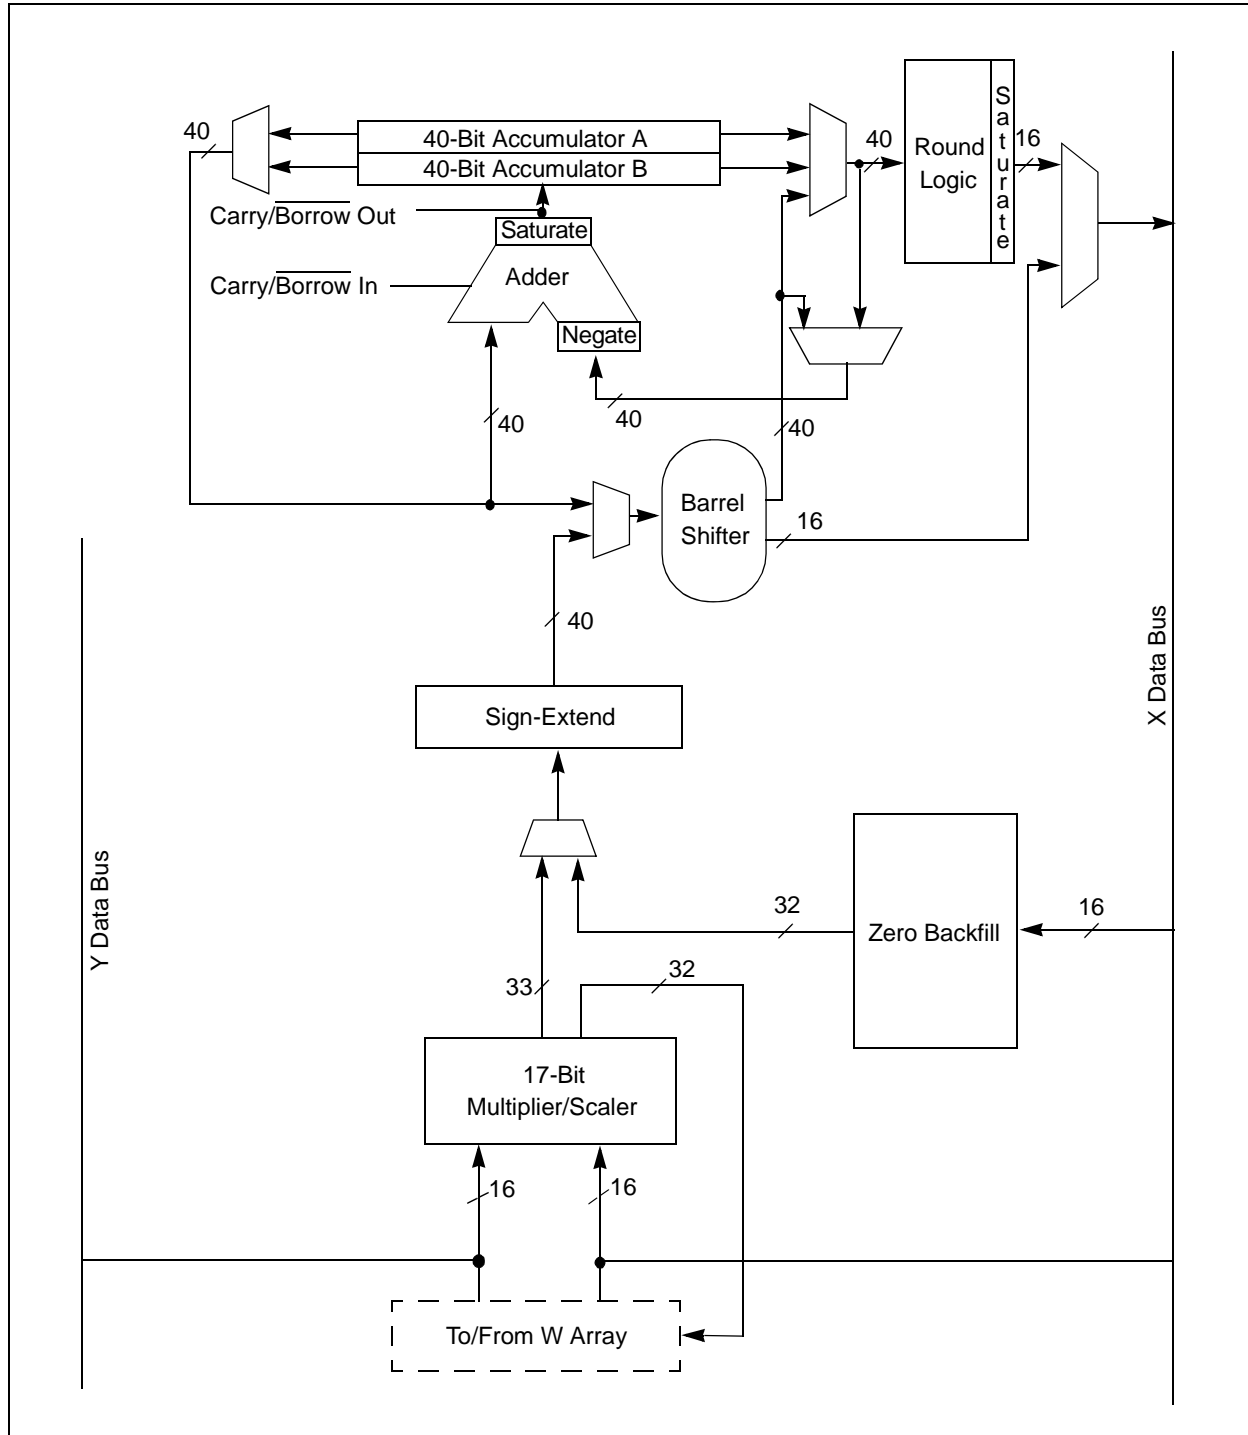 40
40-Bit Accumulator A
40-Bit Accumulator B
40
Round
Logic
Saturate
16
Carry/Borrow Out
Saturate
Carry/Borrow In
Adder
Negate
40
40
40
Barrel
Shifter
16
40
Sign-Extend
X Data Bus
Y Data Bus
32
Zero Backfill
16
33
32
17-Bit
Multiplier/Scaler
16
16
To/From W Array